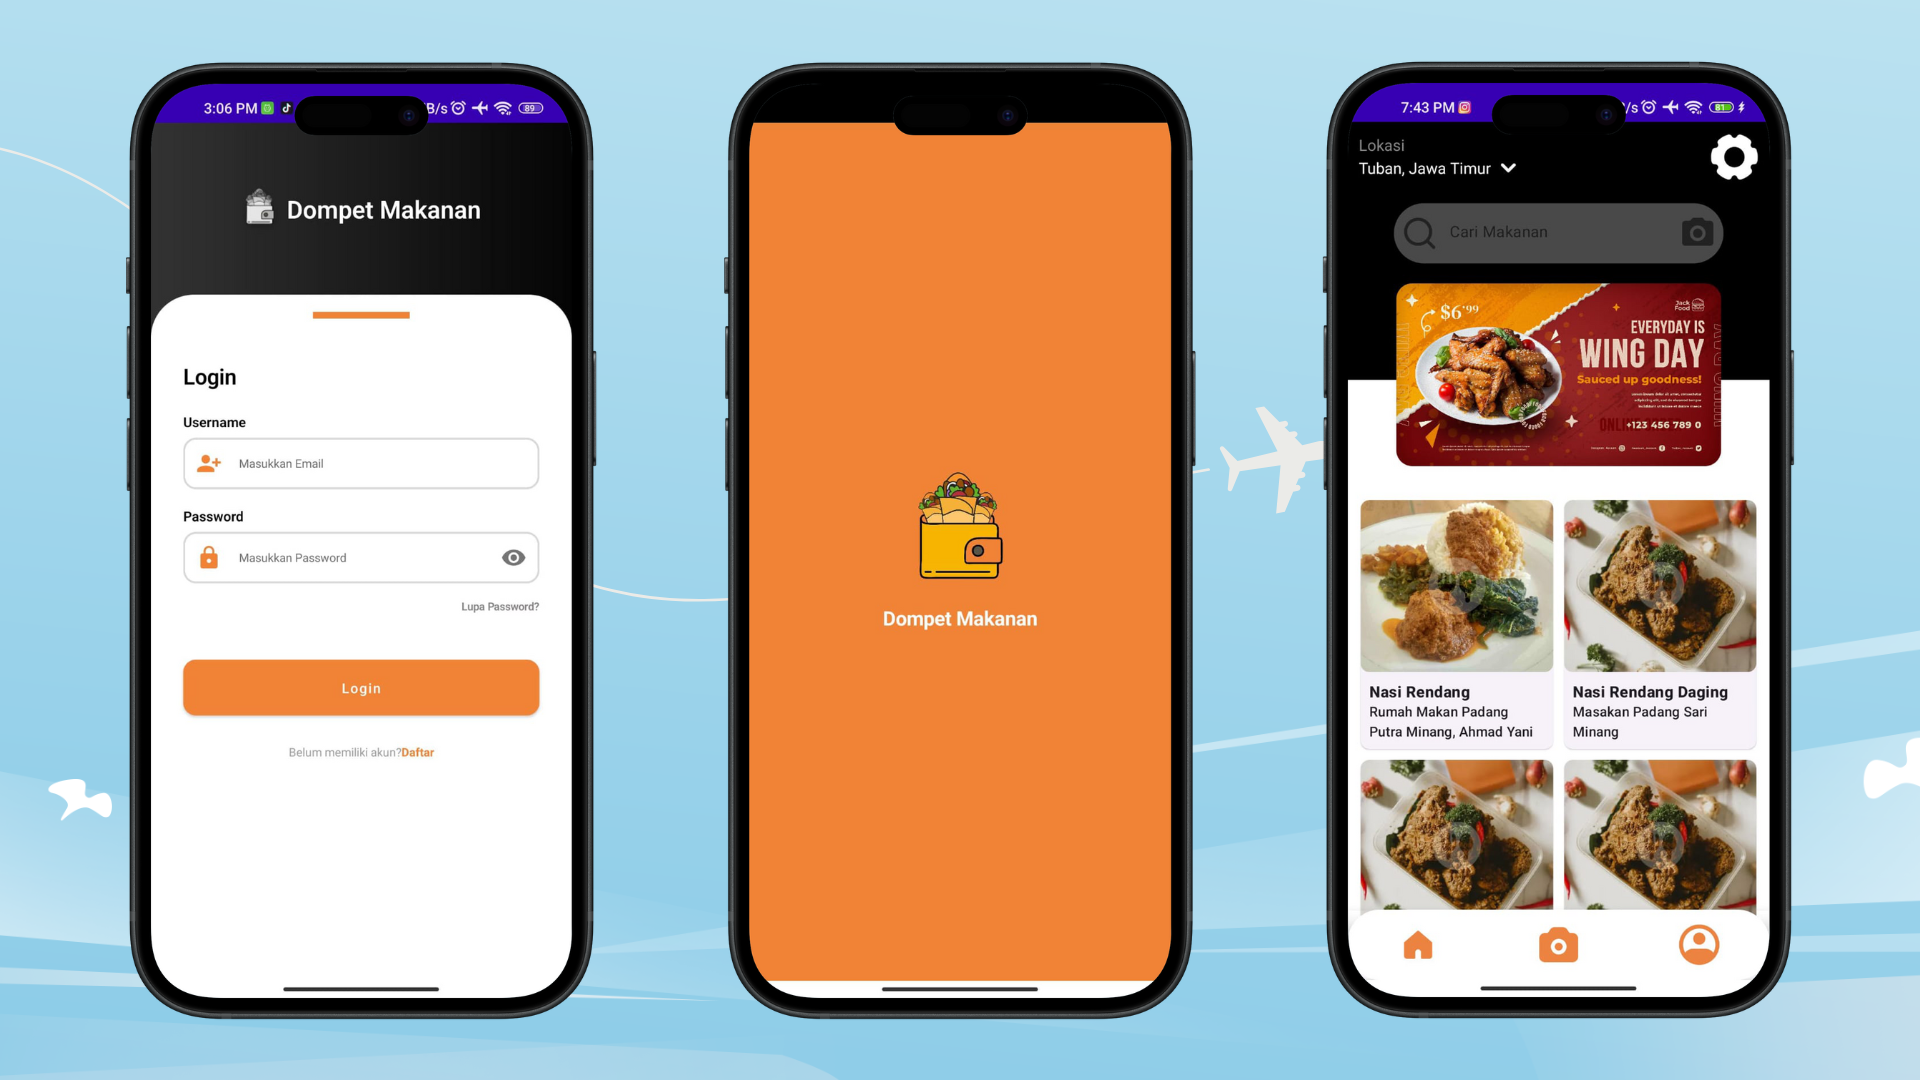 3:06 PM
B/s
89
Dompet Makanan
Login
Username
Masukkan Email
Password
Masukkan Password
Lupa Password?
Login
Belum memiliki akun?Daftar
Dompet Makanan
7:43 PM
/s
81
Lokasi
Tuban, Jawa Timur
Cari Makanan
$6.99
Jack
Food
EVERYDAY IS
WING DAY
Sauced up goodness!
ONLI +123 456 789 0
Nasi Rendang
Rumah Makan Padang
Putra Minang, Ahmad Yani
Nasi Rendang Daging
Masakan Padang Sari
Minang